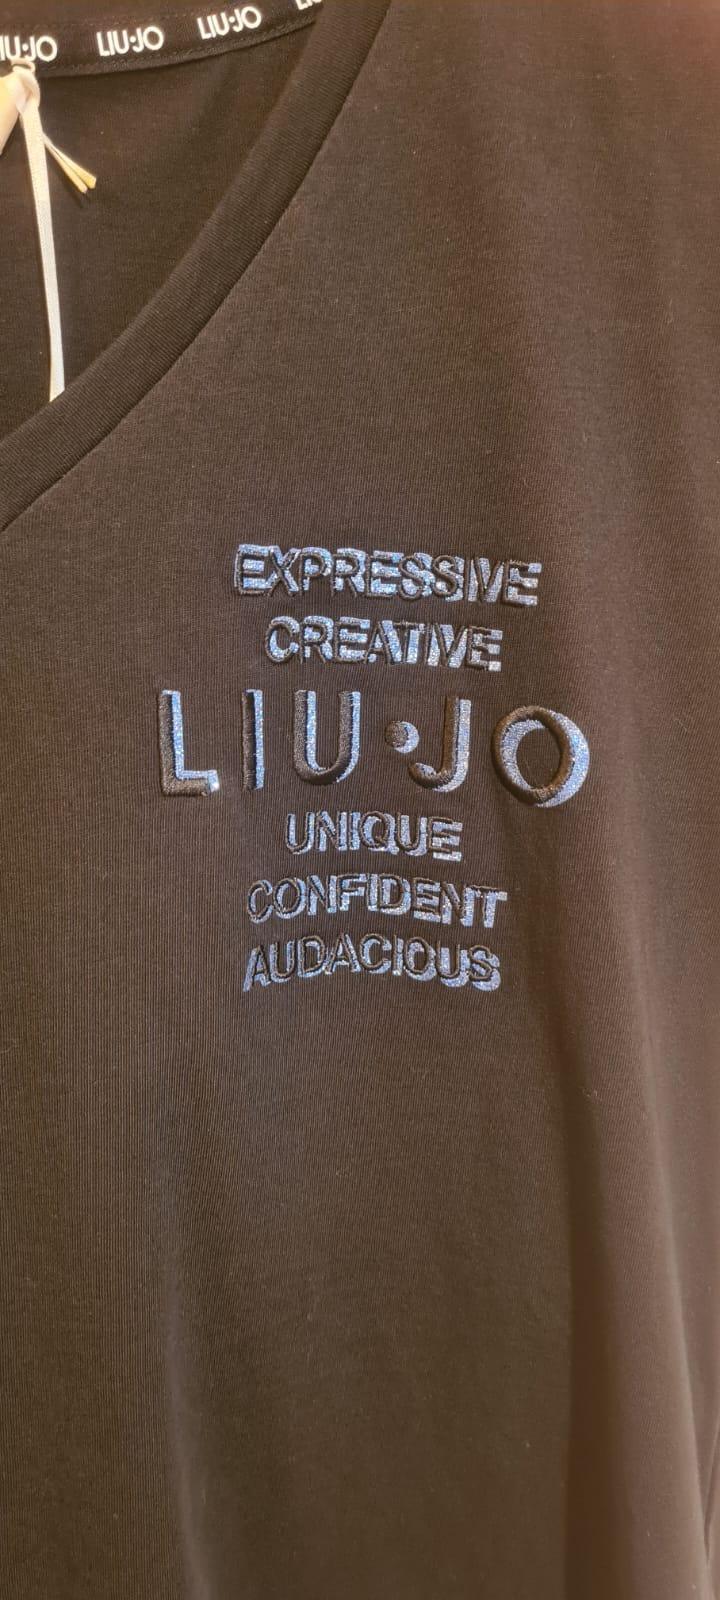 LIU·JO LIU·JO LIU·JO
EXPRESSIVE
CREATIVE
LIU·JO
UNIQUE
CONFIDENT
AUDACIOUS